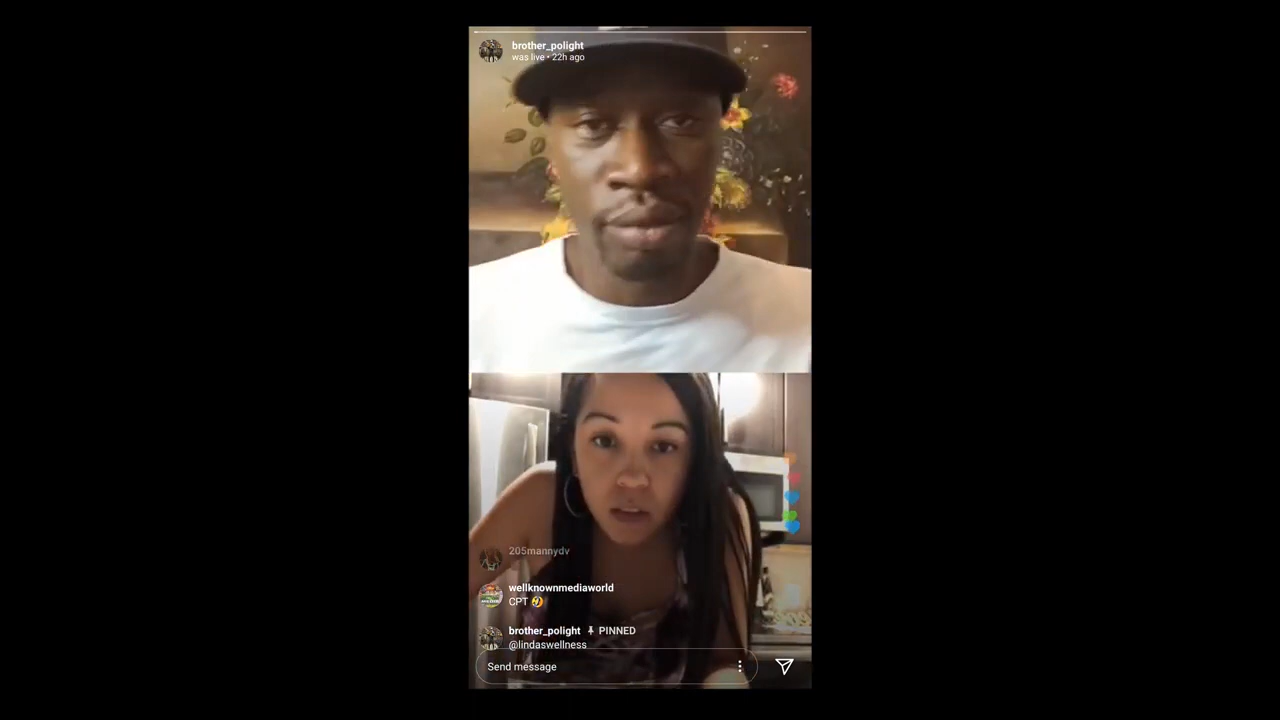 brother_polight
was live • 22h ago
205mannydv
wellknownmediaworld
CPT 🤣
brother_polight PINNED
@lindaswellness
Send message